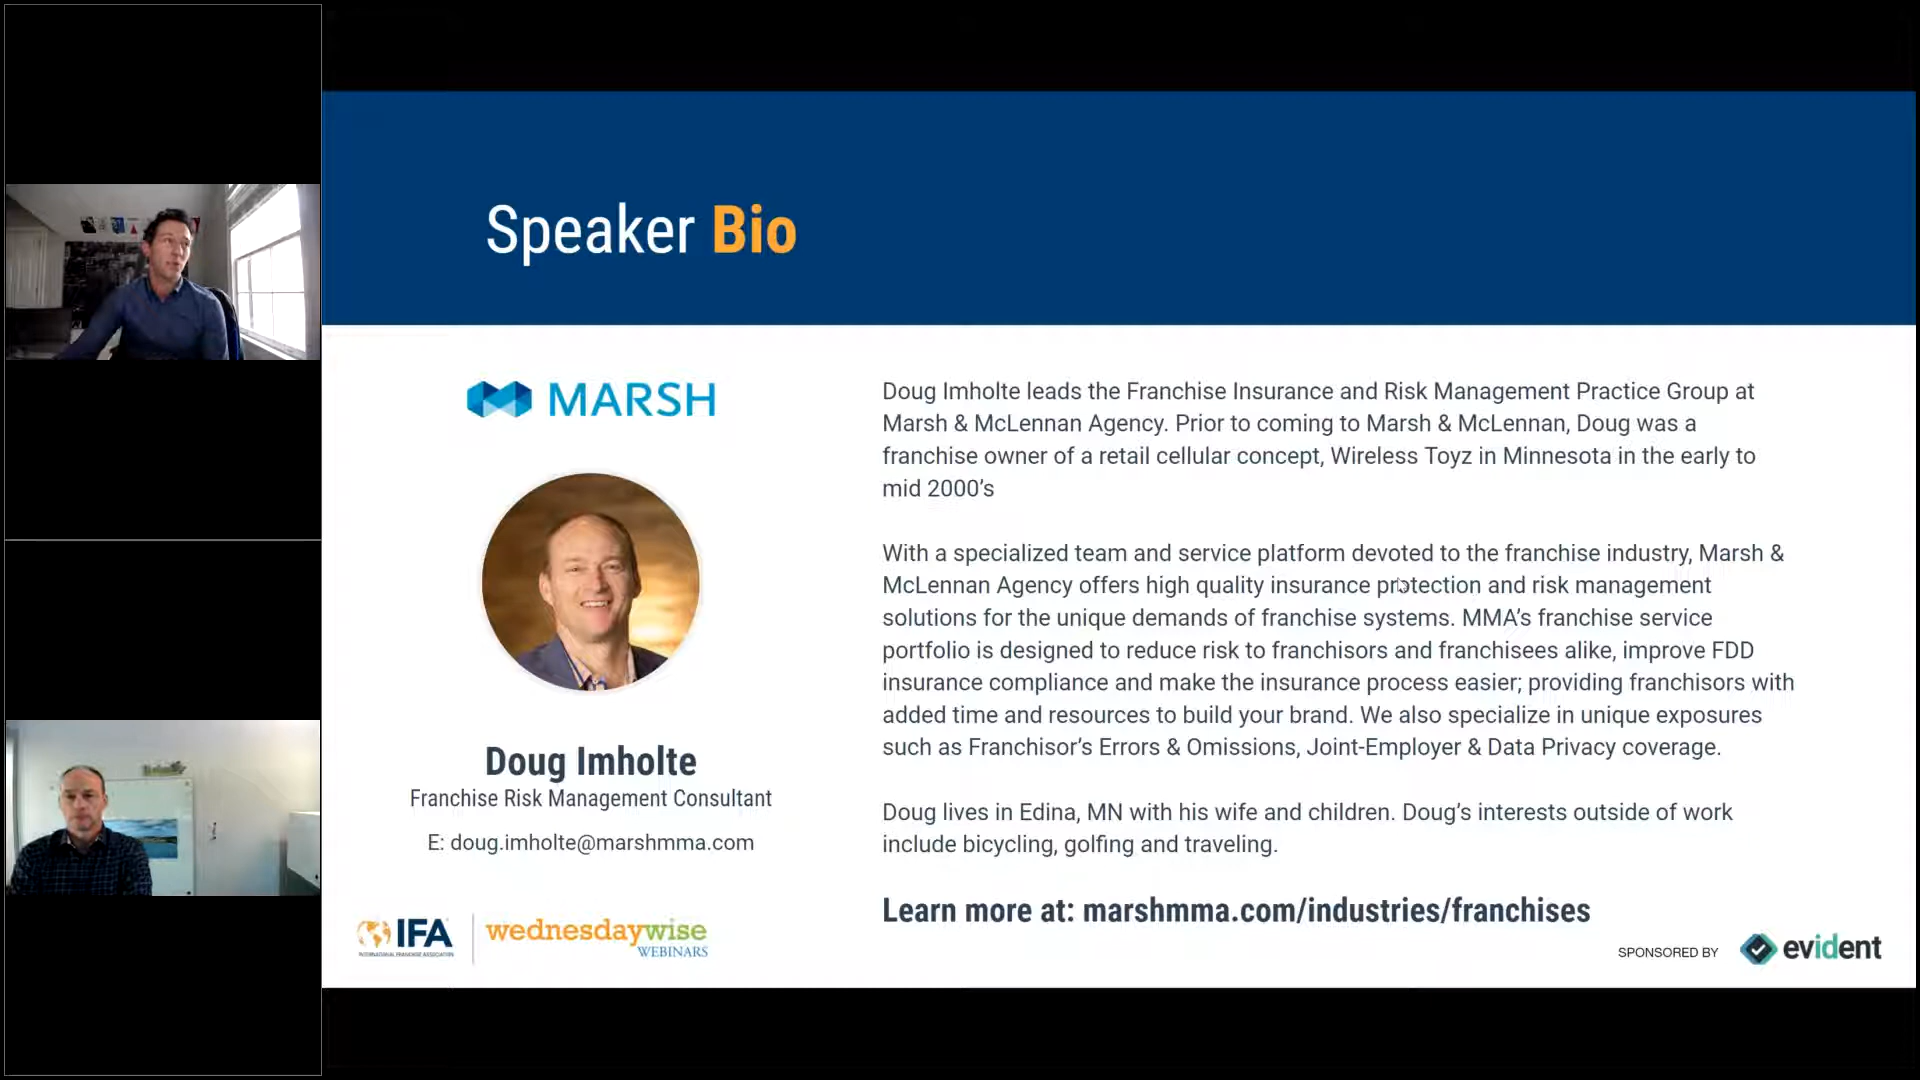 Speaker Bio
MARSH
Doug Imholte
Franchise Risk Management Consultant
E: doug.imholte@marshmma.com
Doug Imholte leads the Franchise Insurance and Risk Management Practice Group at
Marsh & McLennan Agency. Prior to coming to Marsh & McLennan, Doug was a
franchise owner of a retail cellular concept, Wireless Toyz in Minnesota in the early to
mid 2000’s
With a specialized team and service platform devoted to the franchise industry, Marsh &
McLennan Agency offers high quality insurance protection and risk management
solutions for the unique demands of franchise systems. MMA’s franchise service
portfolio is designed to reduce risk to franchisors and franchisees alike, improve FDD
insurance compliance and make the insurance process easier; providing franchisors with
added time and resources to build your brand. We also specialize in unique exposures
such as Franchisor’s Errors & Omissions, Joint-Employer & Data Privacy coverage.
Doug lives in Edina, MN with his wife and children. Doug’s interests outside of work
include bicycling, golfing and traveling.
Learn more at: marshmma.com/industries/franchises
IFA
INTERNATIONAL FRANCHISE ASSOCIATION
wednesdaywise
WEBINARS
SPONSORED BY
evident